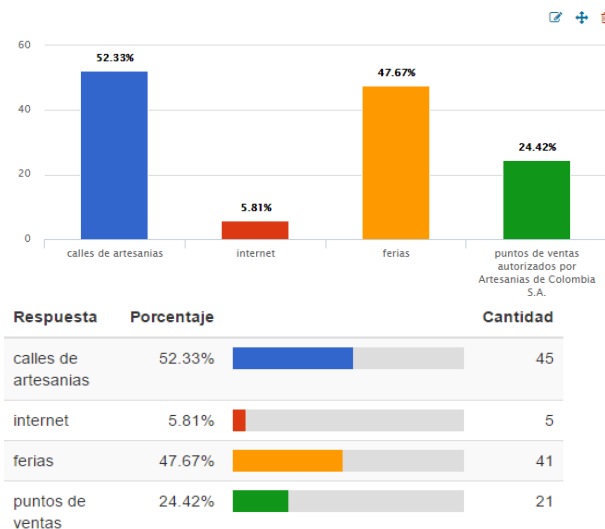 60
52.33%
47.67%
40
24.42%
20
5.81%
0
calles de artesanias
internet
ferias
puntos de ventas
autorizados por
Artesanias de Colombia
S.A.
Respuesta Porcentaje Cantidad
calles de 52.33% 45
artesanias
internet 5.81% 5
ferias 47.67% 41
puntos de 24.42% 21
ventas